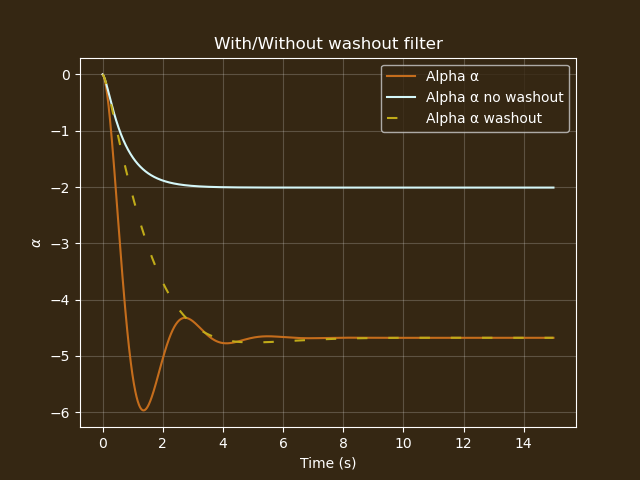 With/Without washout filter
Alpha α
Alpha α no washout
Alpha α washout
0
−1
−2
−3
−4
−5
−6
α
0 2 4 6 8 10 12 14
Time (s)